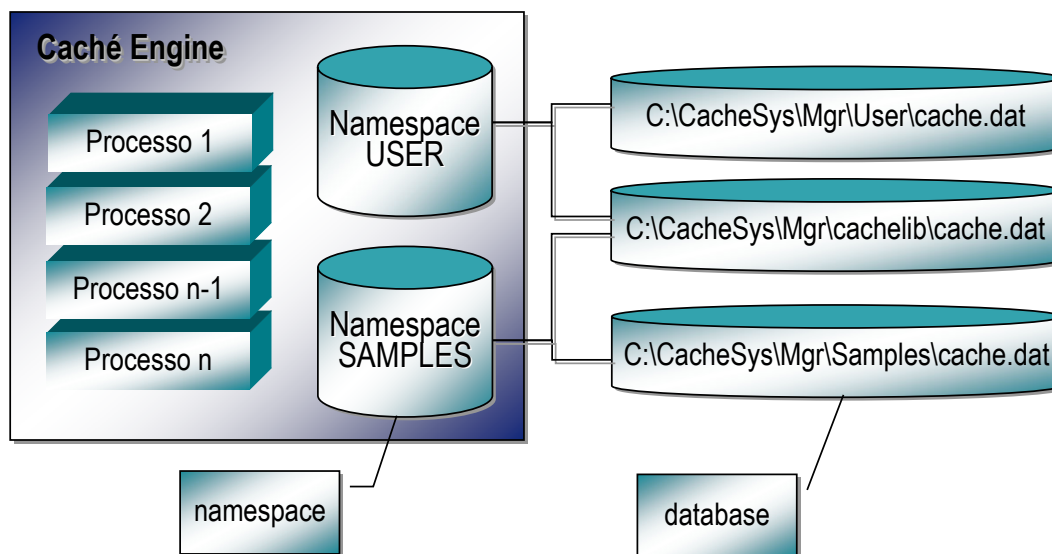 Caché Engine
Processo 1
Processo 2
Processo n-1
Processo n
Namespace
USER
Namespace
SAMPLES
C:\CacheSys\Mgr\User\cache.dat
C:\CacheSys\Mgr\cachelib\cache.dat
C:\CacheSys\Mgr\Samples\cache.dat
namespace
database